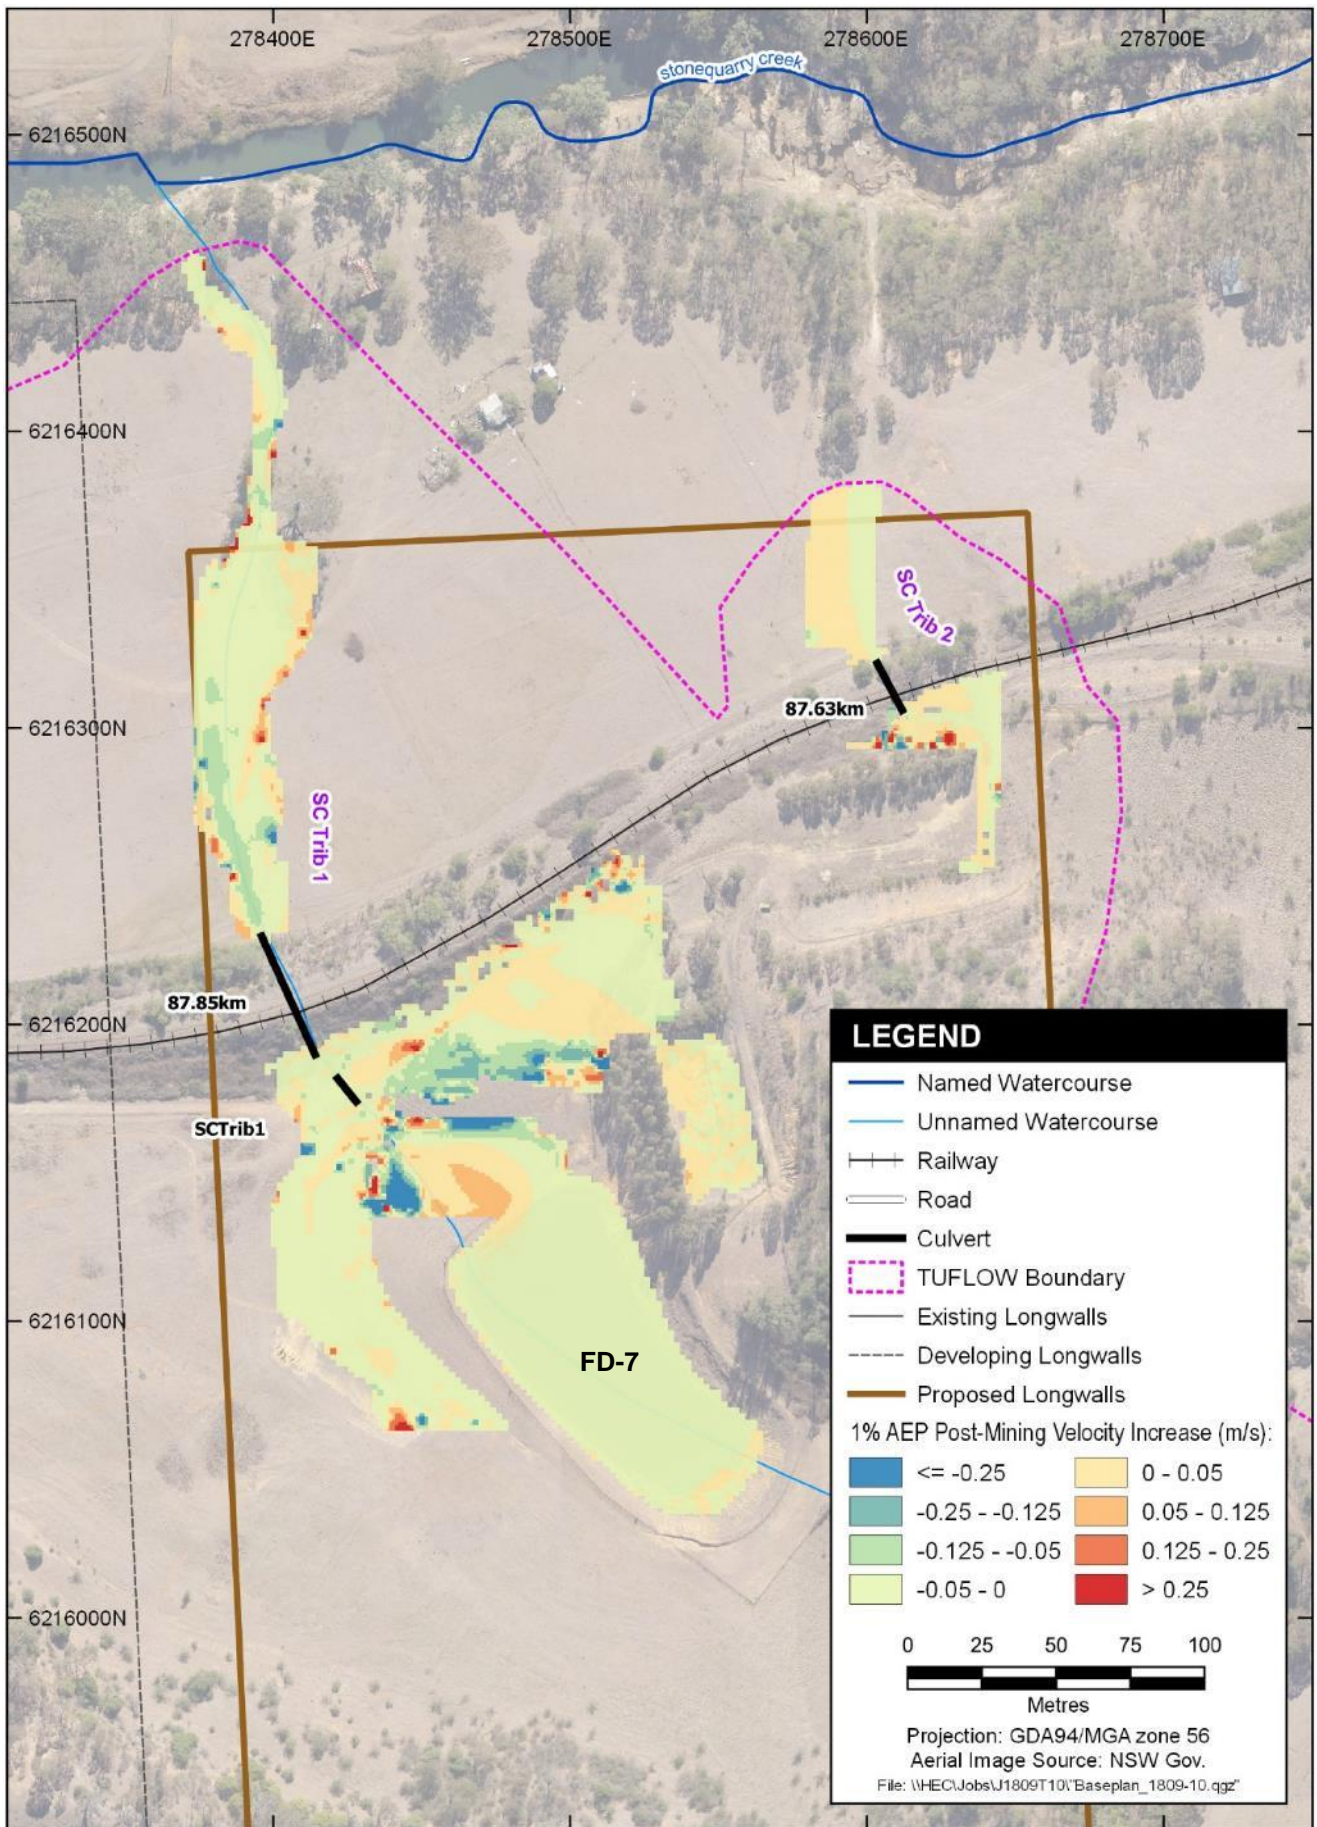 278400E
278500E
278600E
278700E
stonequarry creek
6216500N
6216400N
SC Trib 2
87.63km
6216300N
SC Trib 1
87.85km
6216200N
SCTrib1
6216100N
FD-7
6216000N
LEGEND
Named Watercourse
Unnamed Watercourse
Railway
Road
Culvert
TUFLOW Boundary
Existing Longwalls
Developing Longwalls
Proposed Longwalls
1% AEP Post-Mining Velocity Increase (m/s):
<= -0.25
0 - 0.05
-0.25 - -0.125
0.05 - 0.125
-0.125 - -0.05
0.125 - 0.25
-0.05 - 0
> 0.25
0 25 50 75 100
Metres
Projection: GDA94/MGA zone 56
Aerial Image Source: NSW Gov.
File: \\HEC\Jobs\J1809T10\"Baseplan_1809-10.qgz"